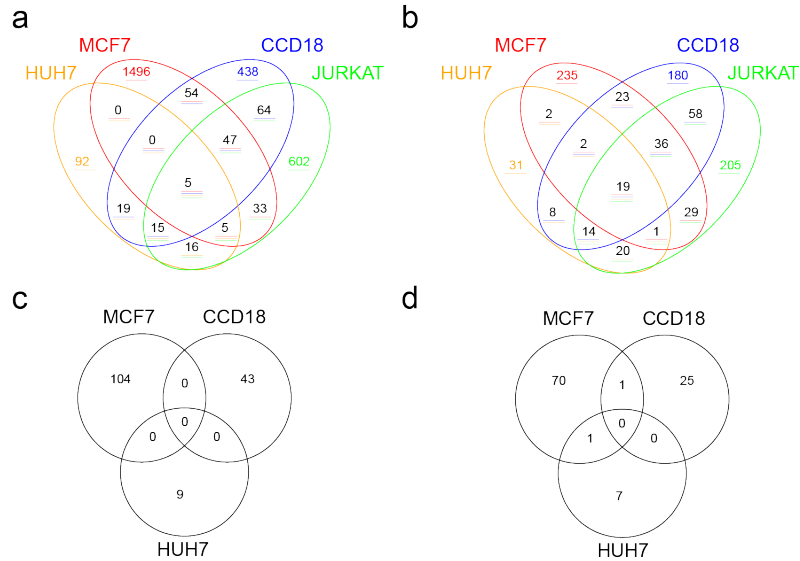 a
MCF7 CCD18
HUH7 JURKAT
1496 438
54
0 64
0 47
92 602
5
19 33
15 5
16
b
MCF7 CCD18
HUH7 JURKAT
235 180
23
2 58
2 36
31 205
19
8 29
14 1
20
c
MCF7 CCD18
104 0 43
0
0 0
9
HUH7
d
MCF7 CCD18
70 1 25
0
1 0
7
HUH7